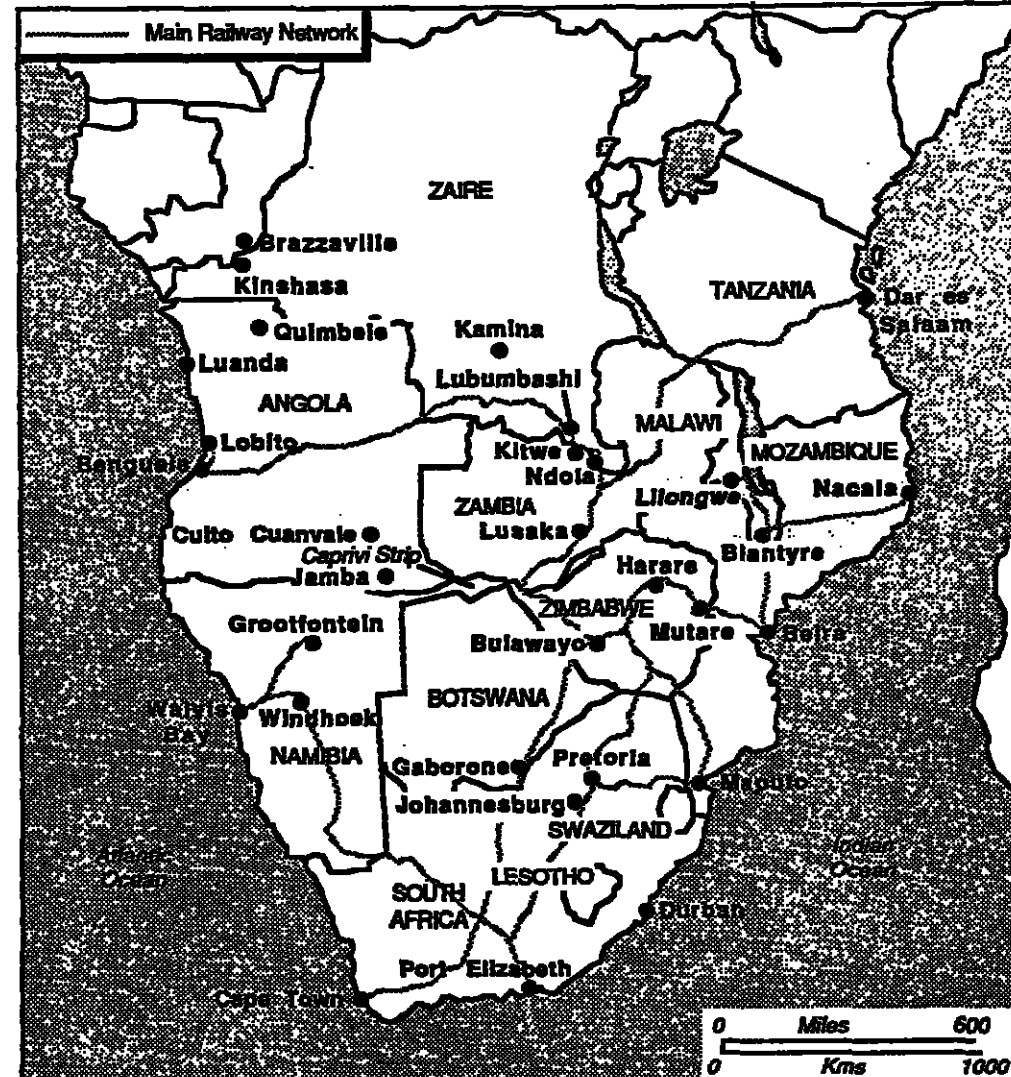 Main Railway Network
ZAIRE
Brazzaville
Kinshasa
TANZANIA
Dar es
Salaam
Quimbele
Kamina
Luanda
Lubumbashi
ANGOLA
MALAWI
Lobito
Kitwe
MOZAMBIQUE
Benguela
Ndola
Lilongwe
Nacala
ZAMBIA
Cuito Cuanvale
Lusaka
Blantyre
Caprivi Strip
Harare
Jamba
ZIMBABWE
Grootfontein
Bulawayo
Mutare
Beira
BOTSWANA
Walvis
Bay
Windhoek
NAMIBIA
Pretoria
Gaborone
Maputo
Johannesburg
SWAZILAND
Atlantic
Ocean
Indian
Ocean
LESOTHO
SOUTH
AFRICA
Durban
Port Elizabeth
Cape Town
0 Miles 600
0 Kms 1000